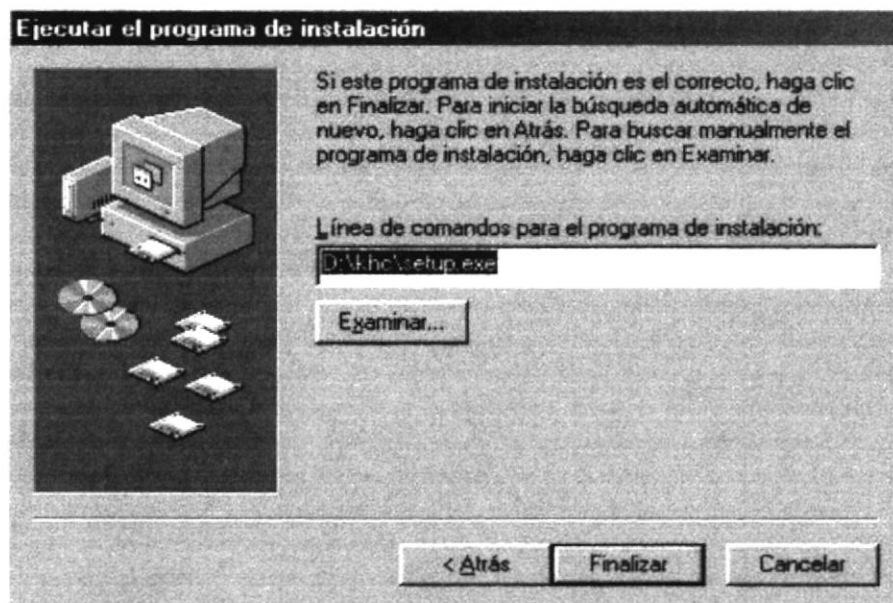 Ejecutar el programa de instalación
Si este programa de instalación es el correcto, haga clic
en Finalizar. Para iniciar la búsqueda automática de
nuevo, haga clic en Atrás. Para buscar manualmente el
programa de instalación, haga clic en Examinar.
Línea de comandos para el programa de instalación:
D:\khc\setup.exe
Examinar...
< Atrás
Finalizar
Cancelar